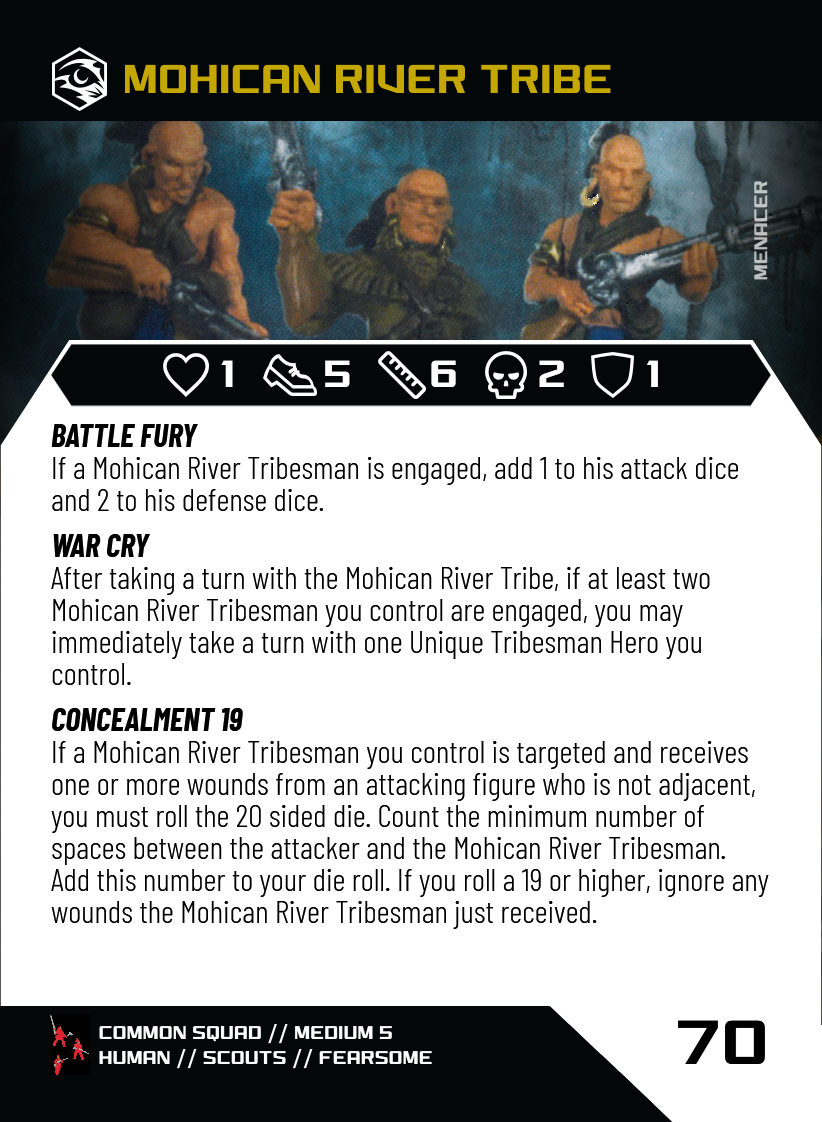 MOHICAN RIVER TRIBE
MENACER
1 5 6 2 1
BATTLE FURY
If a Mohican River Tribesman is engaged, add 1 to his attack dice
and 2 to his defense dice.
WAR CRY
After taking a turn with the Mohican River Tribe, if at least two
Mohican River Tribesman you control are engaged, you may
immediately take a turn with one Unique Tribesman Hero you
control.
CONCEALMENT 19
If a Mohican River Tribesman you control is targeted and receives
one or more wounds from an attacking figure who is not adjacent,
you must roll the 20 sided die. Count the minimum number of
spaces between the attacker and the Mohican River Tribesman.
Add this number to your die roll. If you roll a 19 or higher, ignore any
wounds the Mohican River Tribesman just received.
COMMON SQUAD // MEDIUM 5
HUMAN // SCOUTS // FEARSOME
70